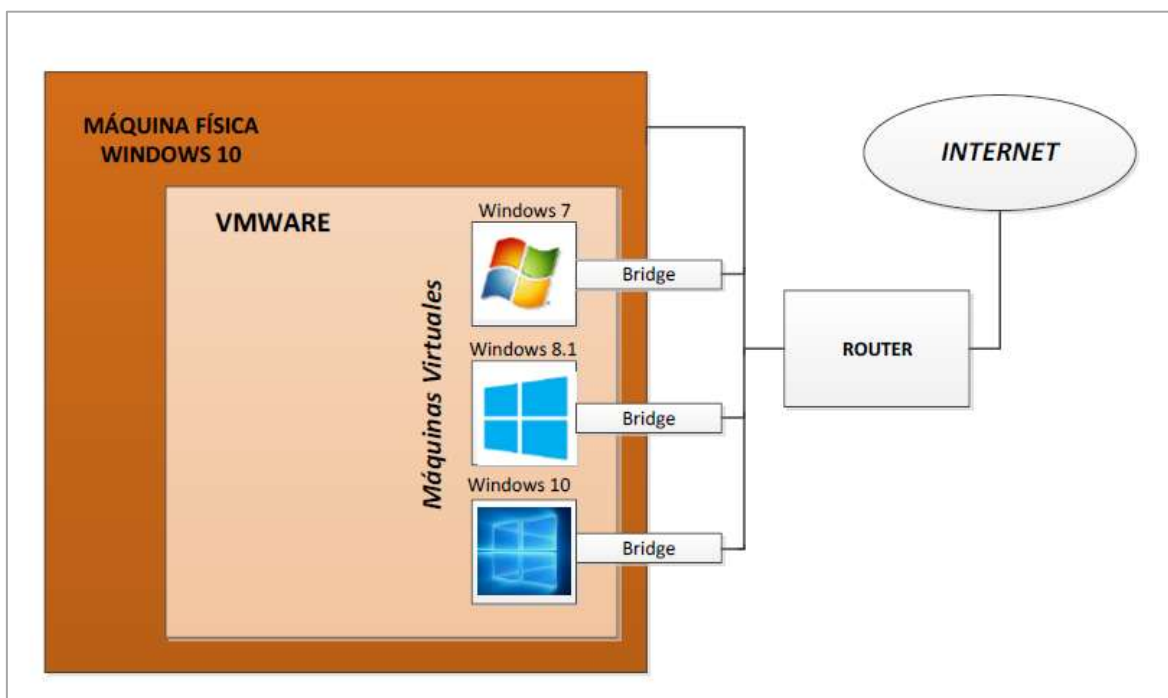 MÁQUINA FÍSICA
WINDOWS 10
VMWARE
Máquinas Virtuales
Windows 7
Bridge
Windows 8.1
Bridge
Windows 10
Bridge
ROUTER
INTERNET